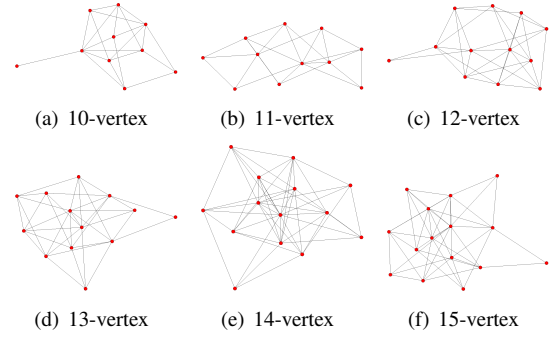 (a) 10-vertex
(b) 11-vertex
(c) 12-vertex
(d) 13-vertex
(e) 14-vertex
(f) 15-vertex